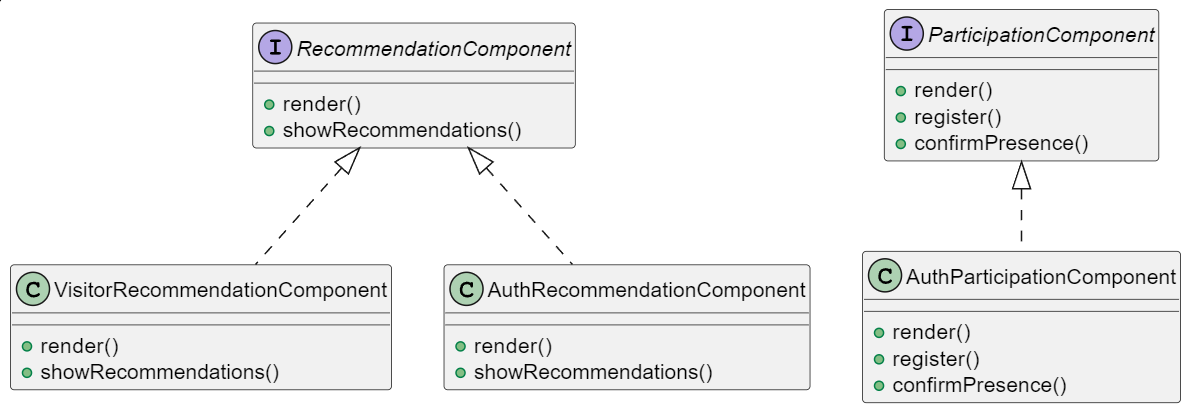 I RecommendationComponent
render()
showRecommendations()
I ParticipationComponent
render()
register()
confirmPresence()
C VisitorRecommendationComponent
render()
showRecommendations()
C AuthRecommendationComponent
render()
showRecommendations()
C AuthParticipationComponent
render()
register()
confirmPresence()